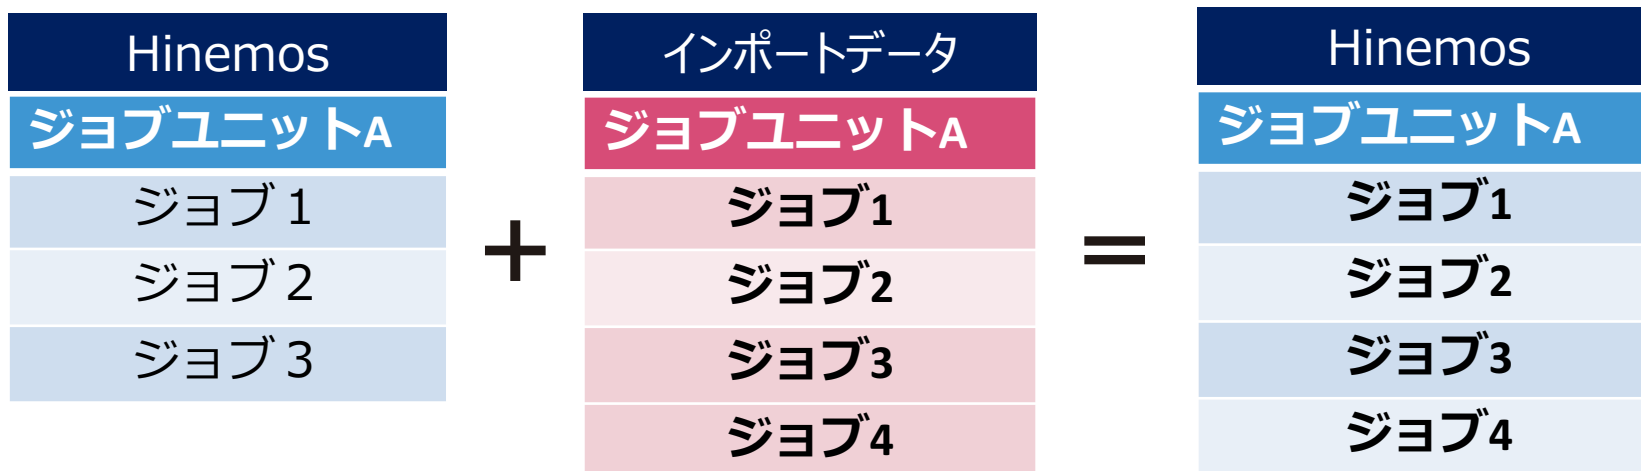 Hinemos
ジョブユニットA
ジョブ１
ジョブ２
ジョブ３
+
インポートデータ
ジョブユニットA
ジョブ1
ジョブ2
ジョブ3
ジョブ4
=
Hinemos
ジョブユニットA
ジョブ1
ジョブ2
ジョブ3
ジョブ4